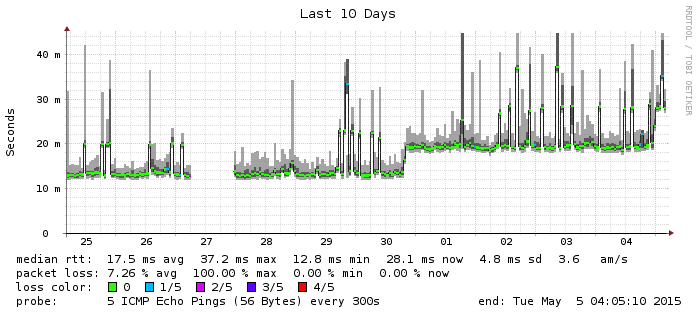 Last 10 Days
RRDTOOL / TOBI OETIKER
Seconds
40 m
30 m
20 m
10 m
0
25 26 27 28 29 30 01 02 03 04
median rtt: 17.5 ms avg 37.2 ms max 12.8 ms min 28.1 ms now 4.8 ms sd 3.6 am/s
packet loss: 7.26 % avg 100.00 % max 0.00 % min 0.00 % now
loss color: 0 1/5 2/5 3/5 4/5
probe: 5 ICMP Echo Pings (56 Bytes) every 300s end: Tue May 5 04:05:10 2015